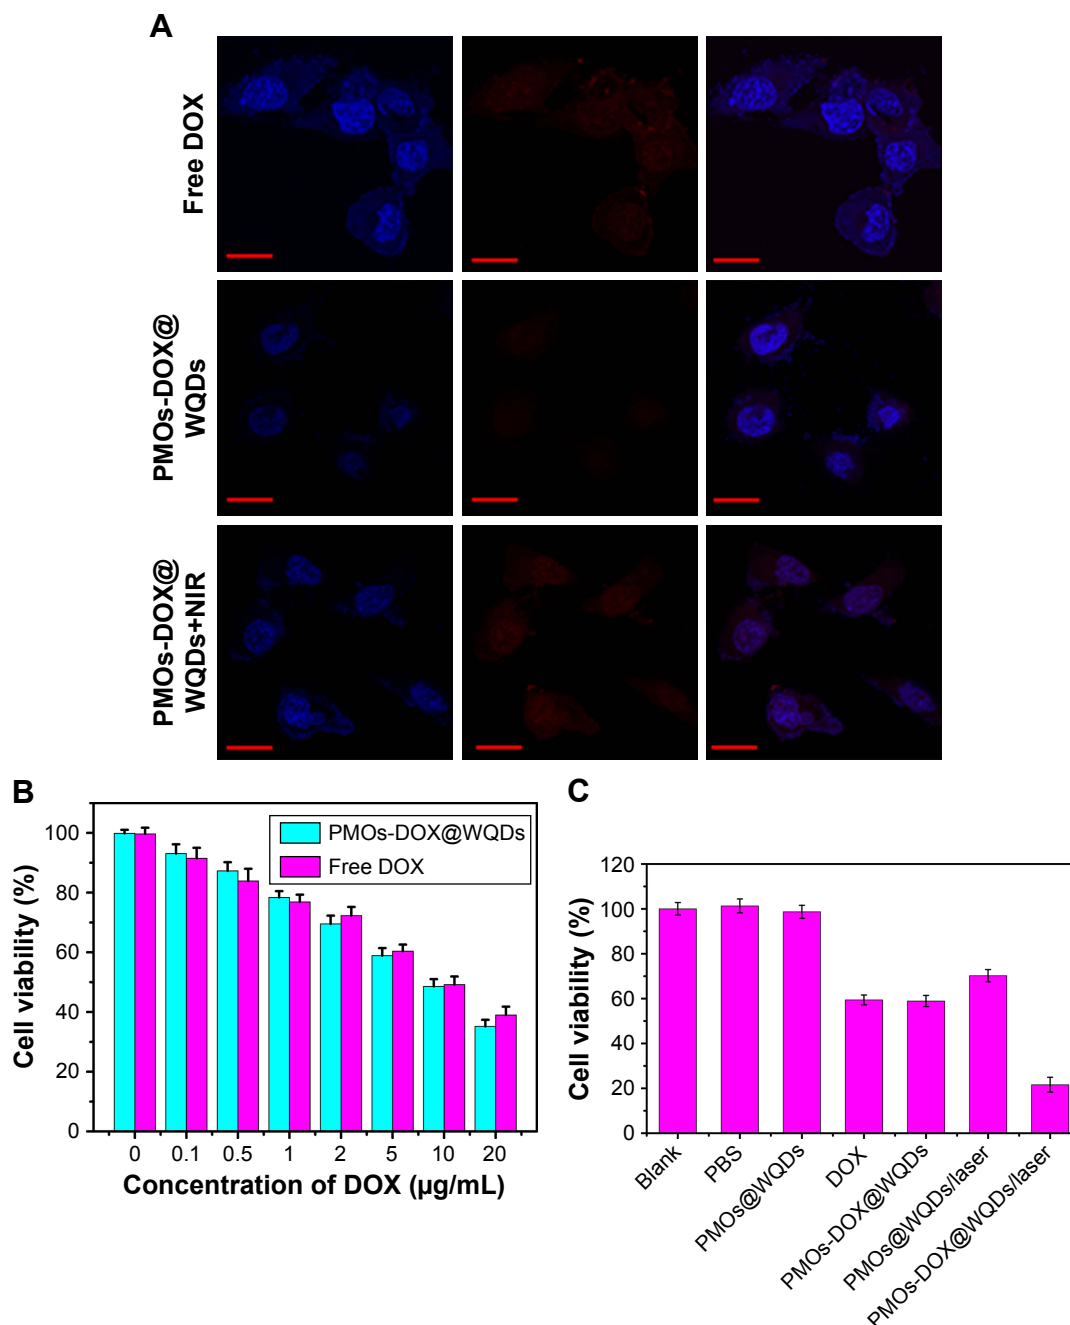 A
Free DOX
PMOs-DOX@
WQDs
PMOs-DOX@
WQDs+NIR
B
Cell viability (%)
100
80
60
40
20
0
PMOs-DOX@WQDs
Free DOX
0 0.1 0.5 1 2 5 10 20
Concentration of DOX (μg/mL)
C
Cell viability (%)
120
100
80
60
40
20
0
Blank
PBS
PMOs@WQDs
DOX
PMOs-DOX@WQDs
PMOs@WQDs/laser
PMOs-DOX@WQDs/laser